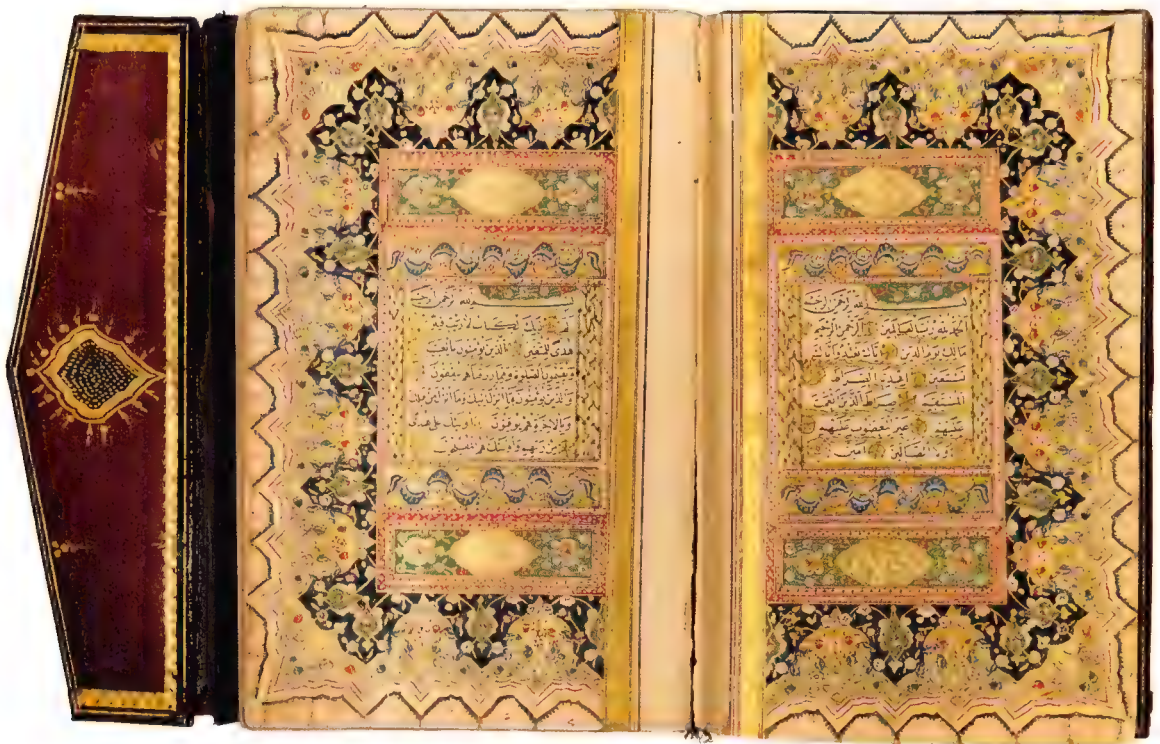 بسم الله الرحمن الرحيم
الحمد لله رب العالمين الرحمن الرحيم
مالك يوم الدين اياك نعبد واياك
نستعين اهدنا الصراط
المستقيم صراط الذين انعمت
عليهم غير المغضوب عليهم
ولا الضالين امين
بسم الله الرحمن الرحيم
الم ذلك الكتاب لا ريب فيه
هدى للمتقين الذين يؤمنون بالغيب
ويقيمون الصلوة ومما رزقناهم ينفقون
والذين يؤمنون بما انزل اليك وما انزل من قبلك
وبالاخرة هم يوقنون اولئك على هدى
من ربهم واولئك هم المفلحون